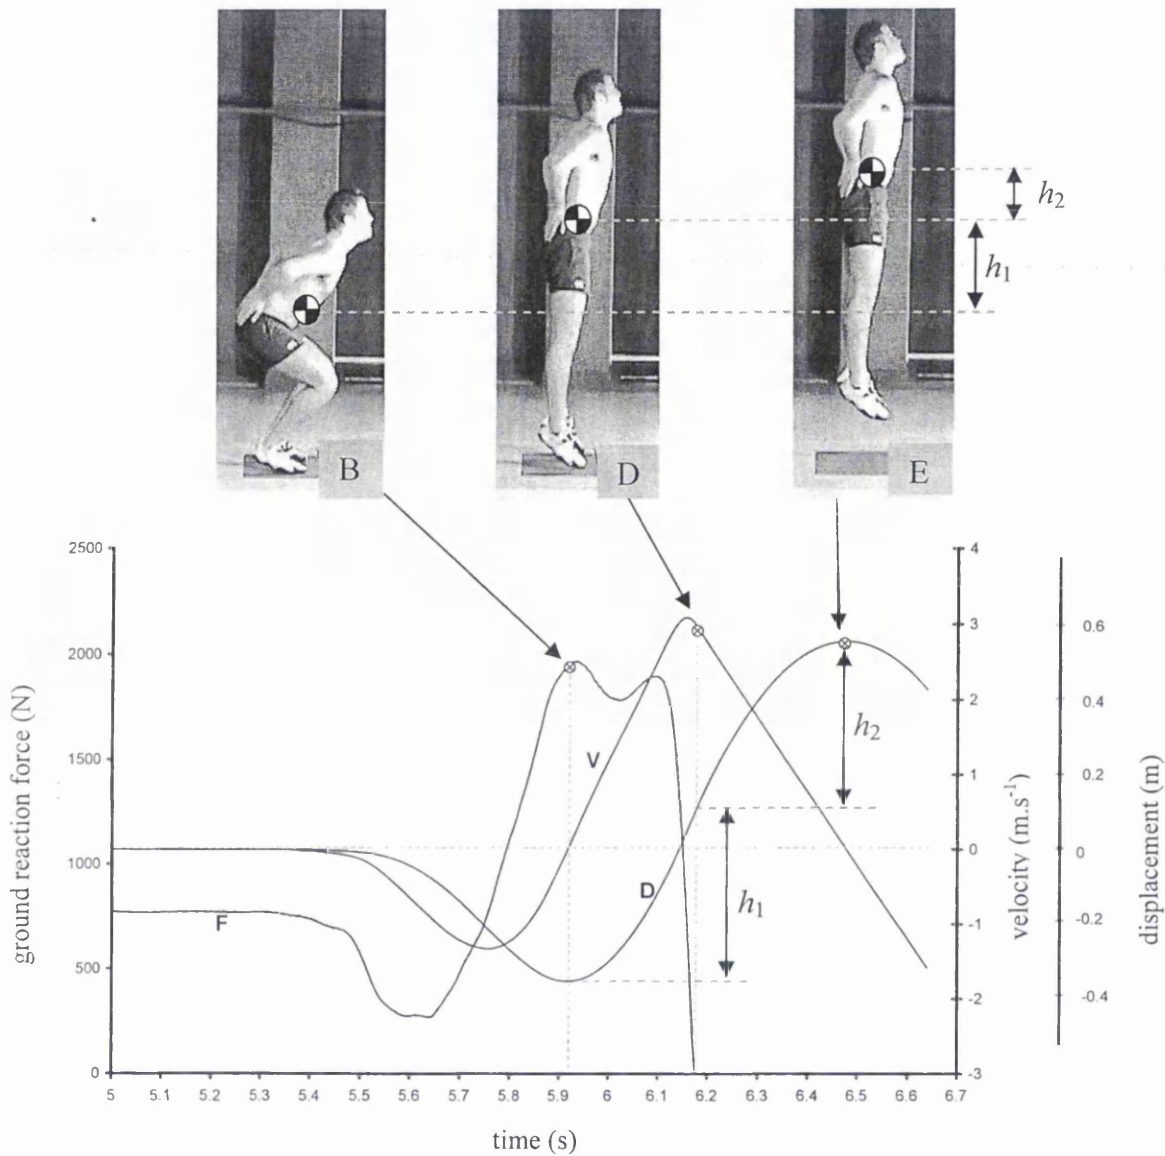 h2
h1
B
D
E
2500
2000
1500
1000
500
0
ground reaction force (N)
F
V
D
h1
h2
4
3
2
1
0
-1
-2
-3
velocity (m.s-1)
0.6
0.4
0.2
0
-0.2
-0.4
displacement (m)
5 5.1 5.2 5.3 5.4 5.5 5.6 5.7 5.8 5.9 6 6.1 6.2 6.3 6.4 6.5 6.6 6.7
time (s)